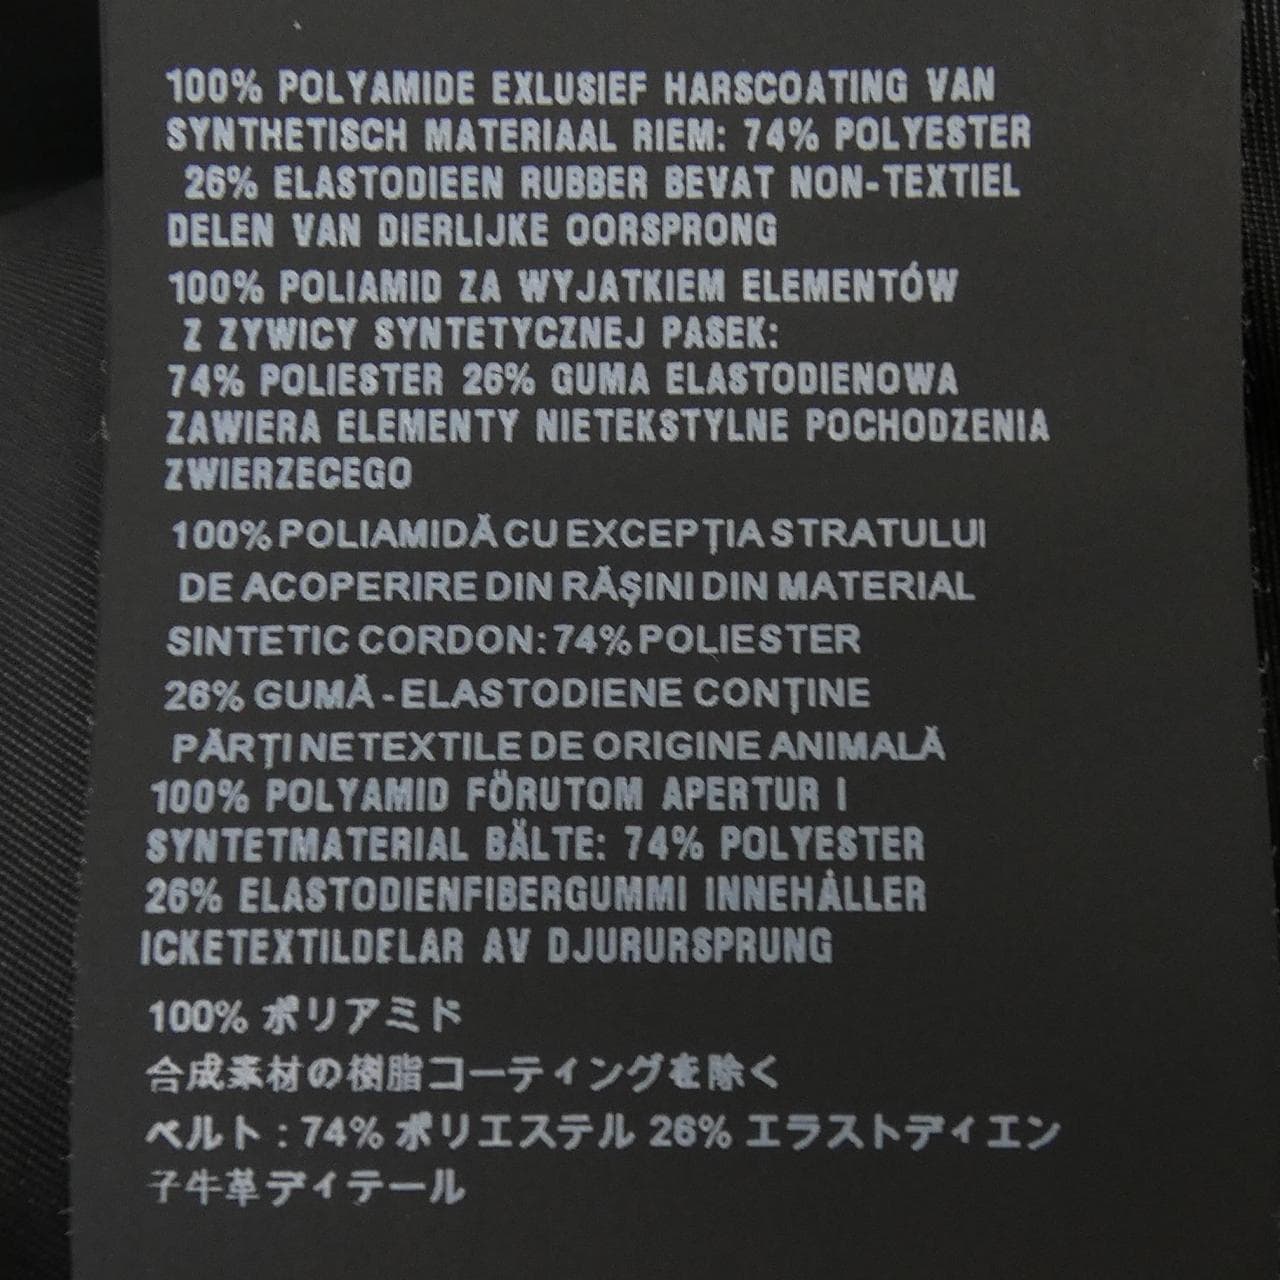 100% POLYAMIDE EXLUSIEF HARSCOATING VAN
SYNTHETISCH MATERIAAL RIEM: 74% POLYESTER
26% ELASTODIEEN RUBBER BEVAT NON-TEXTIEL
DELEN VAN DIERLIJKE OORSPRONG
100% POLIAMID ZA WYJATKIEM ELEMENTÓW
Z ZYWICY SYNTETYCZNEJ PASEK:
74% POLIESTER 26% GUMA ELASTODIENOWA
ZAWIERA ELEMENTY NIETEKSTYLNE POCHODZENIA
ZWIERZECEGO
100% POLIAMIDĂ CU EXCEPȚIA STRATULUI
DE ACOPERIRE DIN RĂȘINI DIN MATERIAL
SINTETIC CORDON: 74% POLIESTER
26% GUMĂ - ELASTODIENE CONȚINE
PĂRȚI NETEXTILE DE ORIGINE ANIMALĂ
100% POLYAMID FÖRUTOM APERTUR I
SYNTETMATERIAL BÄLTE: 74% POLYESTER
26% ELASTODIENFIBERGUMMI INNEHÅLLER
ICKETEXTILDELAR AV DJURURSPRUNG
100% ポリアミド
合成素材の樹脂コーティングを除く
ベルト : 74% ポリエステル 26% エラストディエン
子牛革ディテール